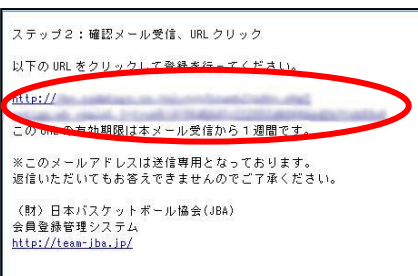 ステップ２：確認メール受信、URLクリック
以下のURLをクリックして登録を行ってください。
http://
このURLの有効期限は本メール受信から１週間です。
※このメールアドレスは送信専用となっております。
返信いただいてもお答えできませんのでご了承ください。
（財）日本バスケットボール協会(JBA)
会員登録管理システム
http://team-jba.jp/